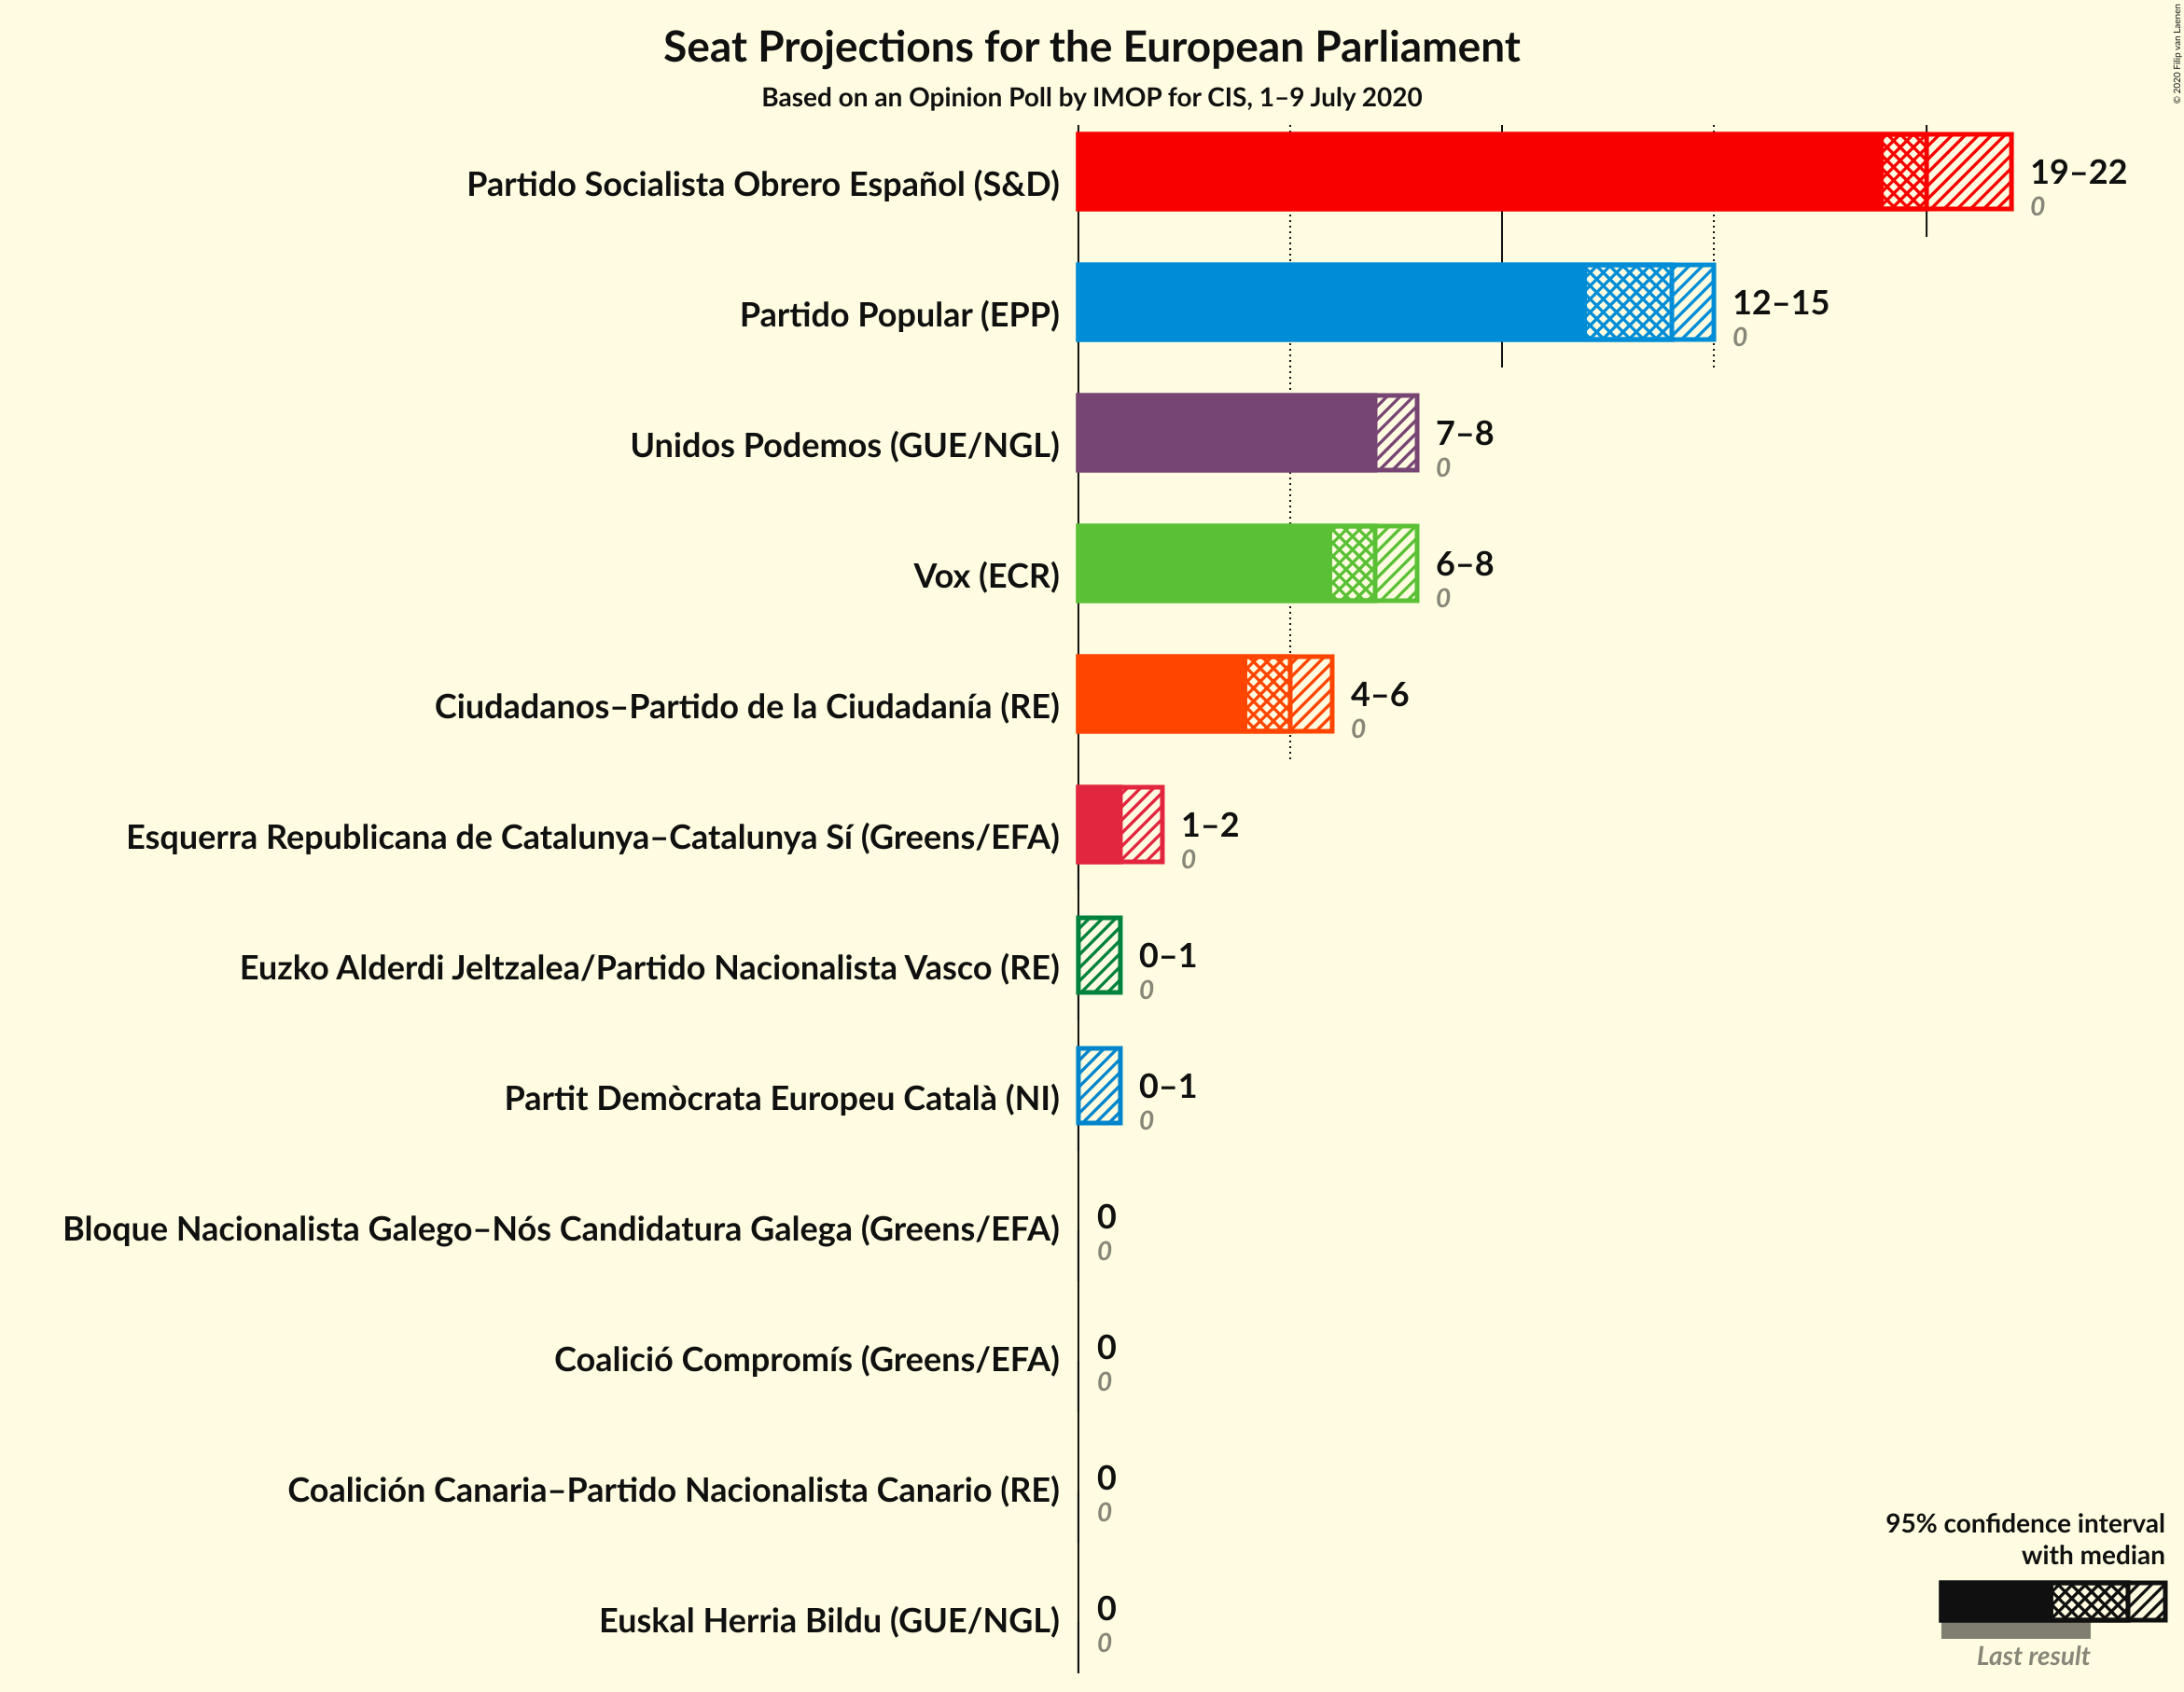 Seat Projections for the European Parliament
Based on an Opinion Poll by IMOP for CIS, 1–9 July 2020
© 2020 Filip van Laenen
Partido Socialista Obrero Español (S&D)
19–22
0
Partido Popular (EPP)
12–15
0
Unidos Podemos (GUE/NGL)
7–8
0
Vox (ECR)
6–8
0
Ciudadanos–Partido de la Ciudadanía (RE)
4–6
0
Esquerra Republicana de Catalunya–Catalunya Sí (Greens/EFA)
1–2
0
Euzko Alderdi Jeltzalea/Partido Nacionalista Vasco (RE)
0–1
0
Partit Demòcrata Europeu Català (NI)
0–1
0
Bloque Nacionalista Galego–Nós Candidatura Galega (Greens/EFA)
0
0
Coalició Compromís (Greens/EFA)
0
0
Coalición Canaria–Partido Nacionalista Canario (RE)
0
0
Euskal Herria Bildu (GUE/NGL)
0
0
95% confidence interval
with median
Last result